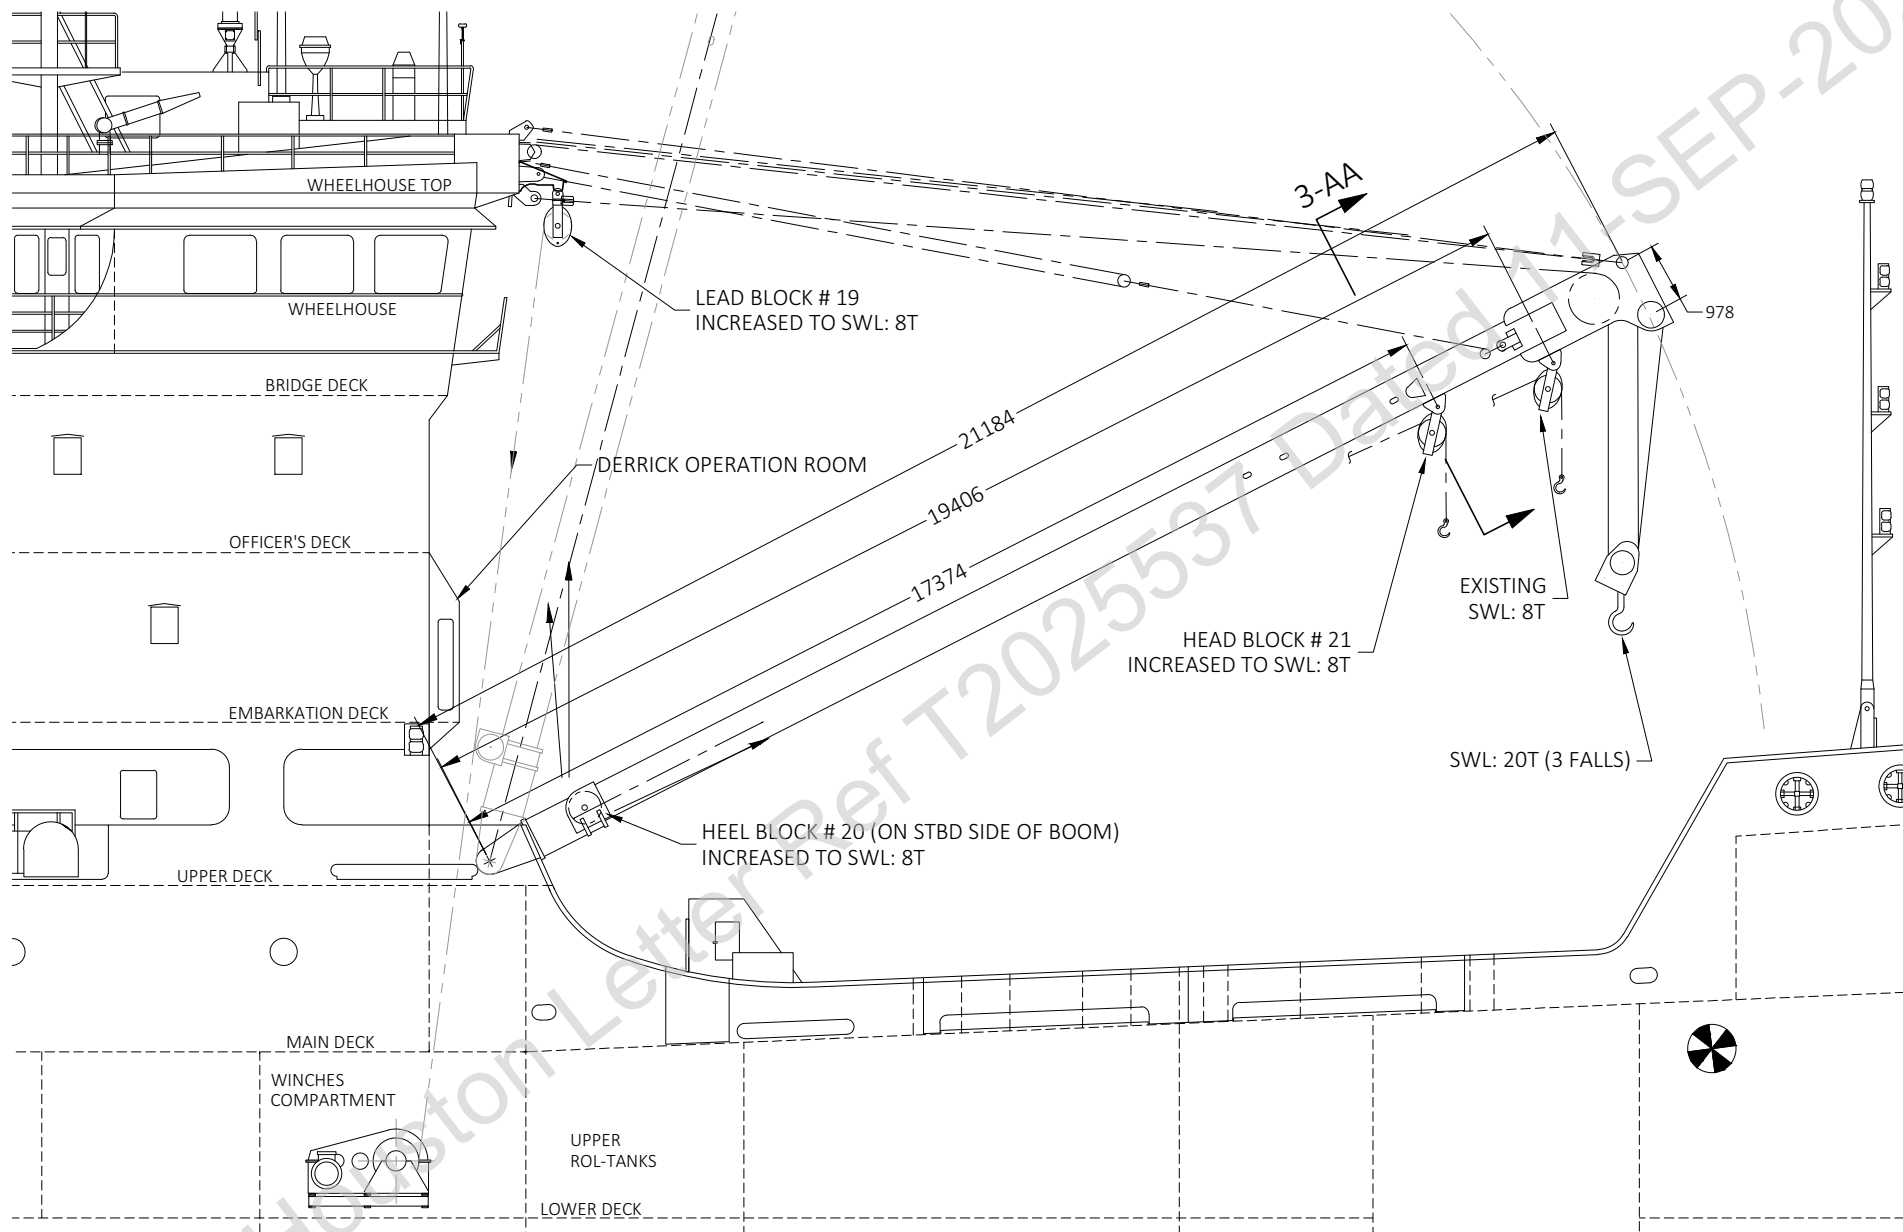 3-AA
WHEELHOUSE TOP
LEAD BLOCK # 19
INCREASED TO SWL: 8T
WHEELHOUSE
978
BRIDGE DECK
21184
DERRICK OPERATION ROOM
19406
OFFICER'S DECK
17374
EXISTING
SWL: 8T
HEAD BLOCK # 21
INCREASED TO SWL: 8T
EMBARKATION DECK
SWL: 20T (3 FALLS)
HEEL BLOCK # 20 (ON STBD SIDE OF BOOM)
INCREASED TO SWL: 8T
UPPER DECK
MAIN DECK
WINCHES
COMPARTMENT
UPPER
ROL-TANKS
LOWER DECK
Houston Letter Ref T2025537 Dated 11-SEP-20